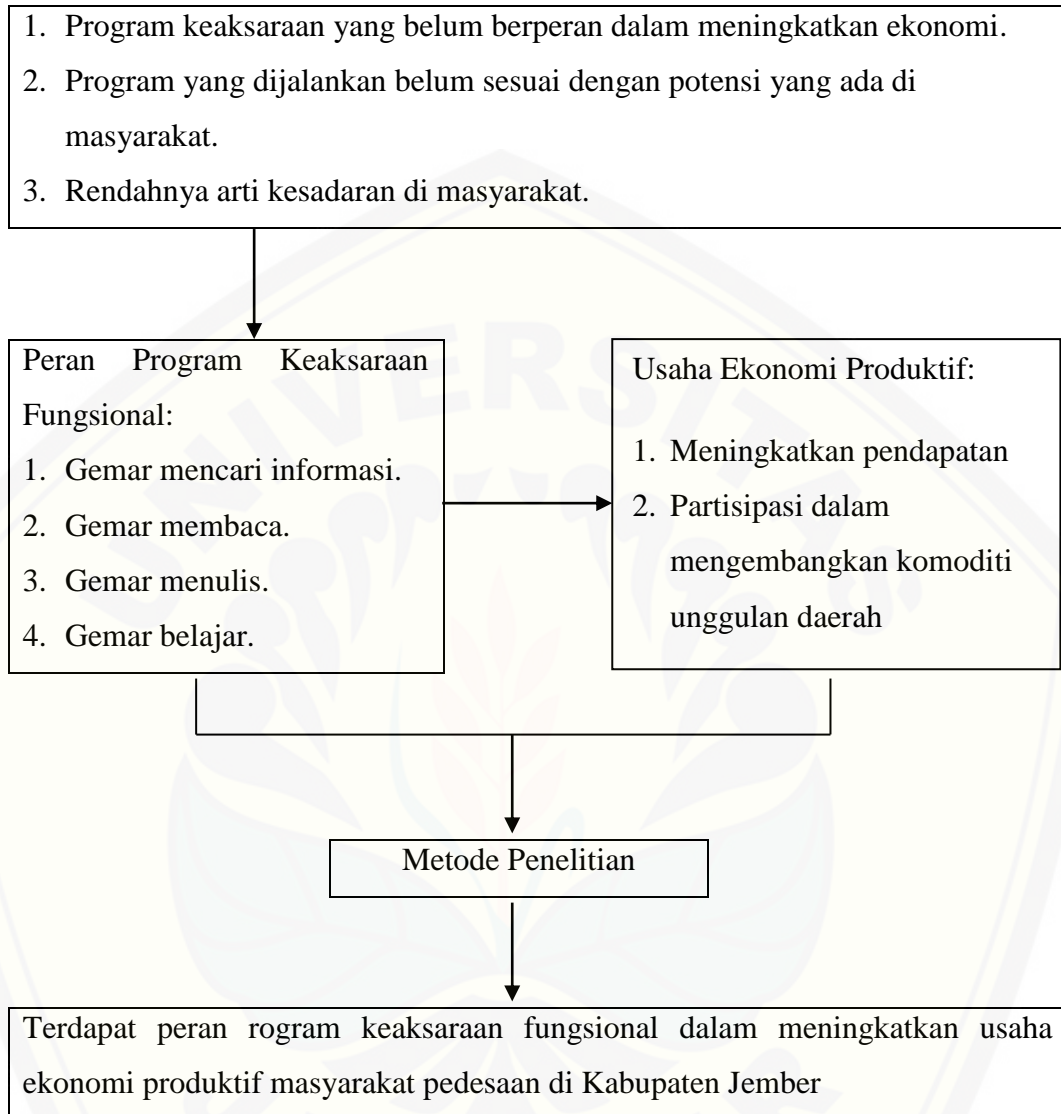 1. Program keaksaraan yang belum berperan dalam meningkatkan ekonomi.
2. Program yang dijalankan belum sesuai dengan potensi yang ada di
masyarakat.
3. Rendahnya arti kesadaran di masyarakat.
Peran Program Keaksaraan
Fungsional:
1. Gemar mencari informasi.
2. Gemar membaca.
3. Gemar menulis.
4. Gemar belajar.
Usaha Ekonomi Produktif:
1. Meningkatkan pendapatan
2. Partisipasi dalam
mengembangkan komoditi
unggulan daerah
Metode Penelitian
Terdapat peran rogram keaksaraan fungsional dalam meningkatkan usaha
ekonomi produktif masyarakat pedesaan di Kabupaten Jember
UNIVERSITAS